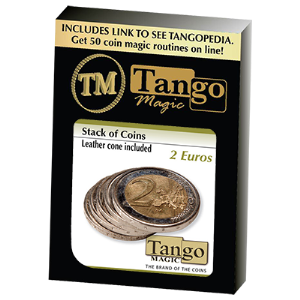 INCLUDES LINK TO SEE TANGOPEDIA.
Get 50 coin magic routines on line!
TM Tango
Magic
Stack of Coins
Leather cone included
2 Euros
2
Tango
MAGIC
THE BRAND OF THE COINS